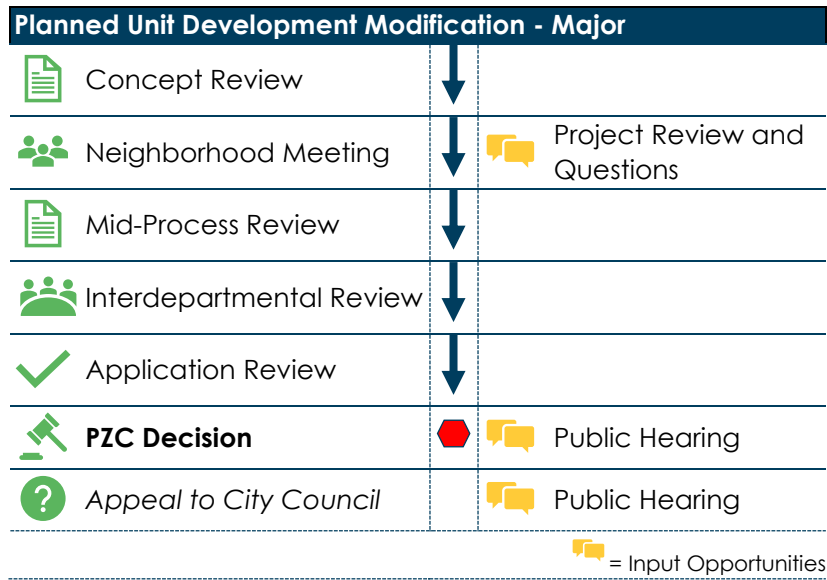 Planned Unit Development Modification - Major
Concept Review
Neighborhood Meeting
Project Review and
Questions
Mid-Process Review
Interdepartmental Review
Application Review
PZC Decision
Public Hearing
?
Appeal to City Council
Public Hearing
= Input Opportunities